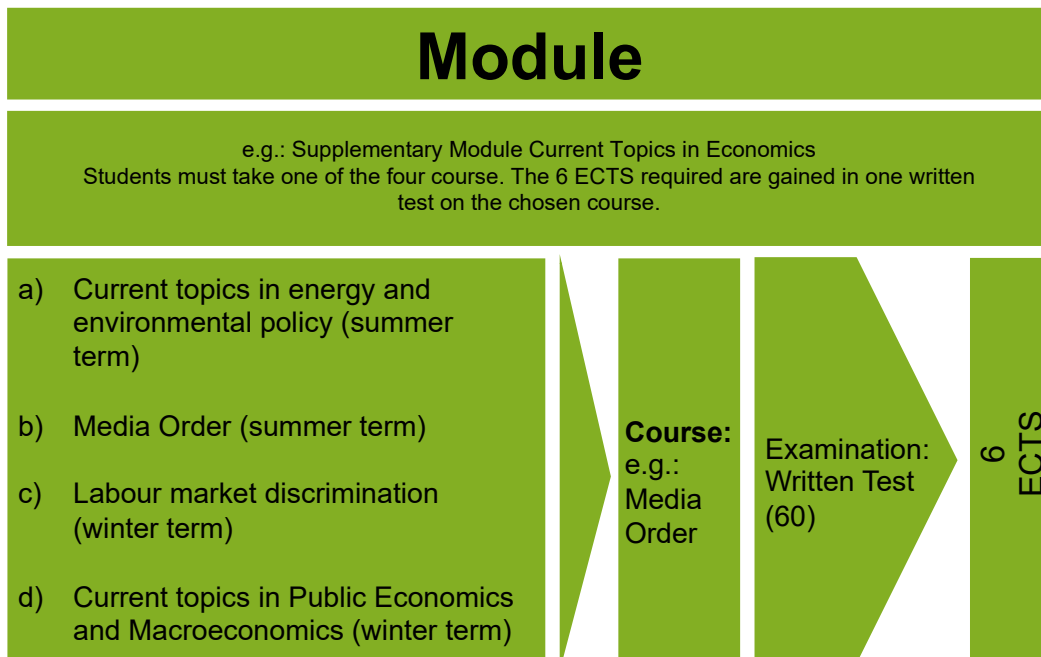 Module
e.g.: Supplementary Module Current Topics in Economics
Students must take one of the four course. The 6 ECTS required are gained in one written
test on the chosen course.
a) Current topics in energy and
environmental policy (summer
term)
b) Media Order (summer term)
c) Labour market discrimination
(winter term)
d) Current topics in Public Economics
and Macroeconomics (winter term)
Course:
e.g.:
Media
Order
Examination:
Written Test
(60)
6
ECTS